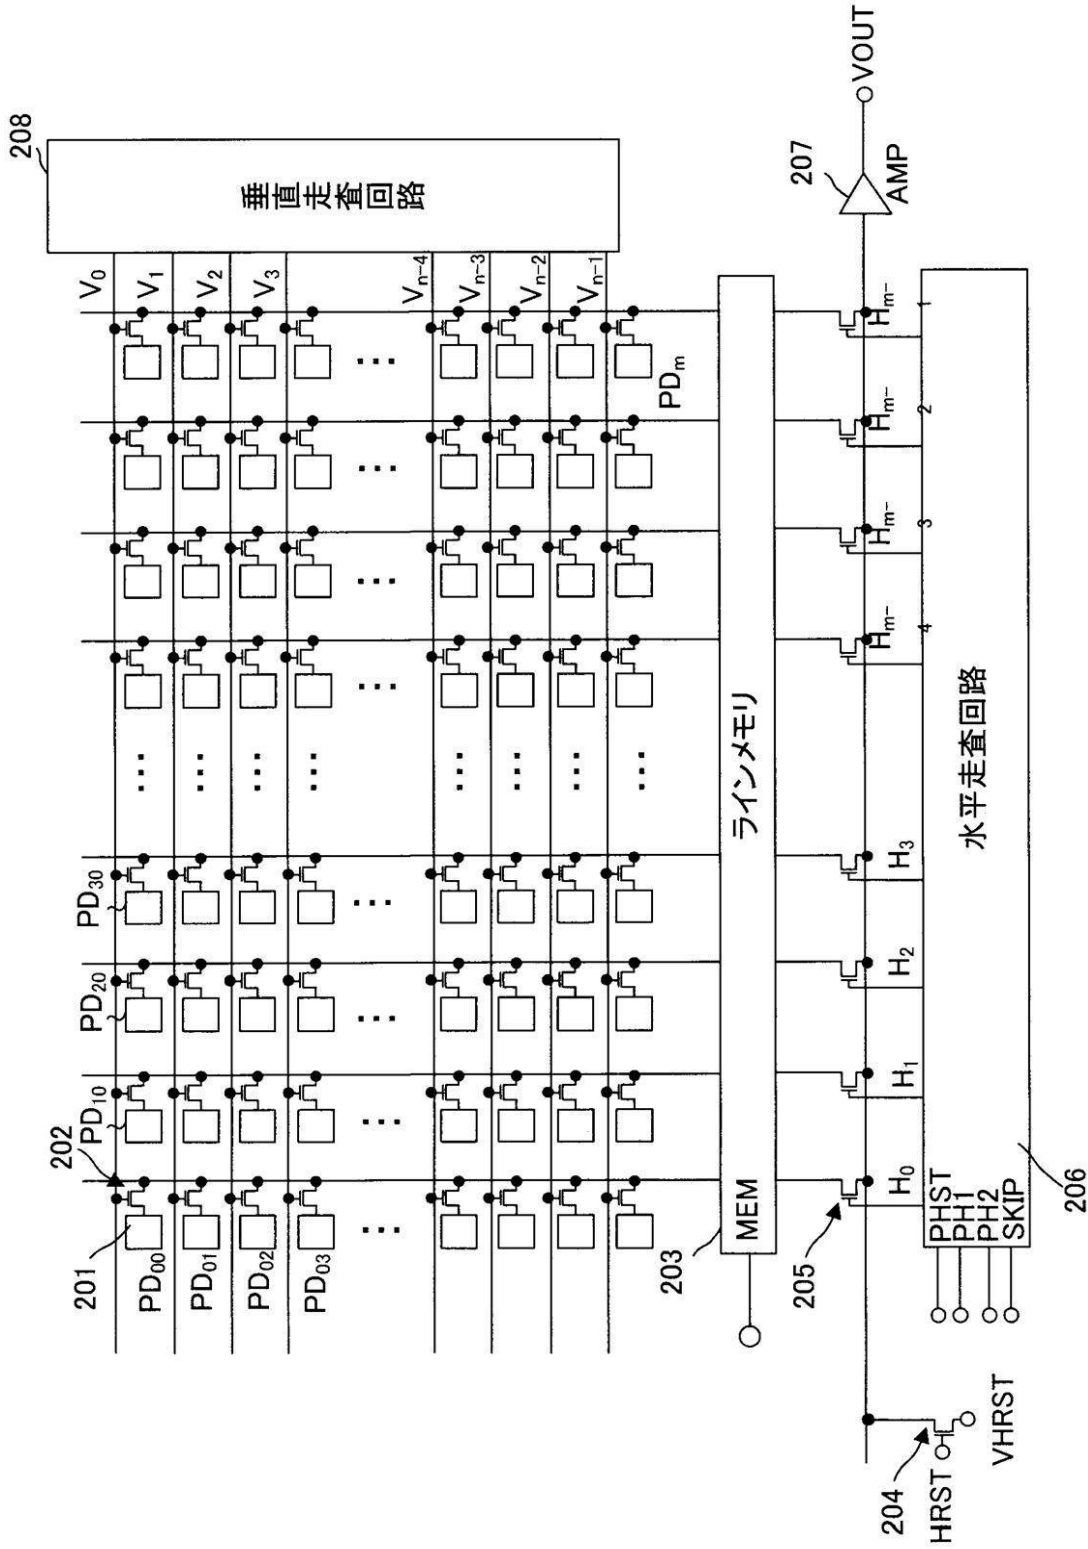 208
垂直走査回路
V0
V1
V2
V3
Vn-4
Vn-3
Vn-2
Vn-1
202
201
PD00
PD01
PD02
PD03
PD10
PD20
PD30
PDm
203
MEM
ラインメモリ
205
H0
H1
H2
H3
Hm-4
Hm-3
Hm-2
Hm-1
207
AMP
VOUT
PHST
PH1
PH2
SKIP
水平走査回路
206
204
HRST
VHRST